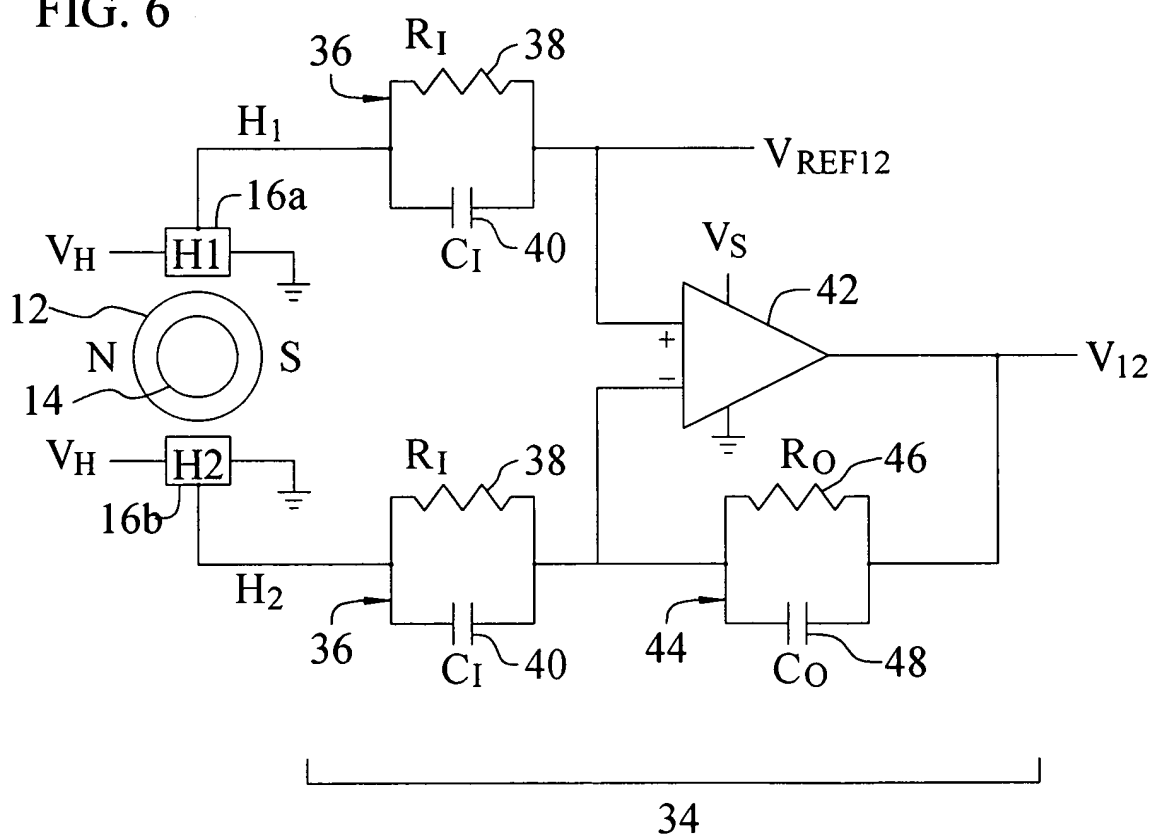 FIG. 6
R_I
38
36
H_1
V_REF12
16a
V_H
H1
C_I
40
V_S
42
12
N
S
+
−
V_12
14
V_H
H2
16b
R_I
38
R_O
46
H_2
36
C_I
40
44
C_O
48
34